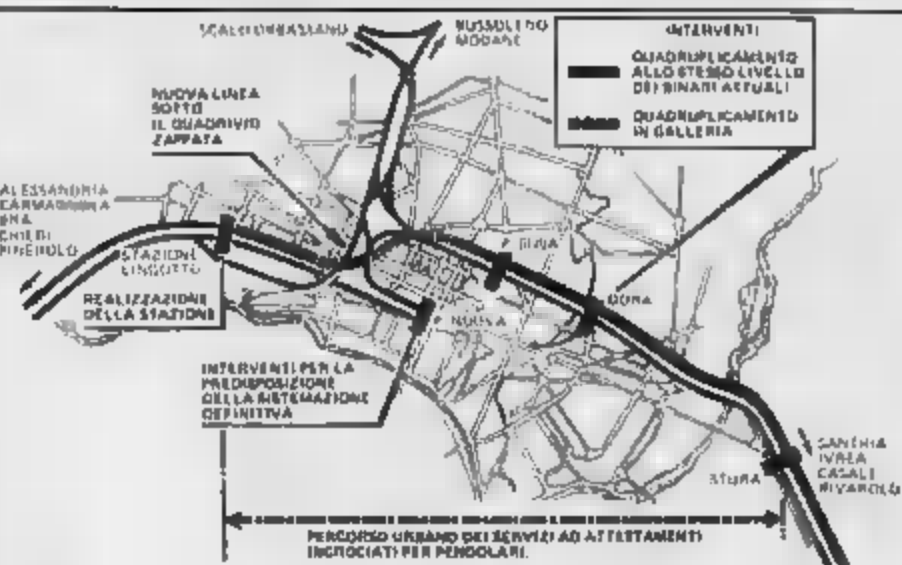 SCALO ORBASSANO
BUSSOLENO
MODANE
INTERVENTI
QUADRUPLICAMENTO
ALLO STESSO LIVELLO
DEI BINARI ATTUALI
QUADRUPLICAMENTO
IN GALLERIA
NUOVA LINEA
SOTTO
IL QUADRIVIO
ZAPPATA
ALESSANDRIA
CARMAGNOLA
BRA
CHIERI
PINEROLO
STAZIONE
LINGOTTO
REALIZZAZIONE
DELLA STAZIONE
P. SUSA
DORA
P. NUOVA
INTERVENTI PER LA
PREDISPOSIZIONE
DELLA SISTEMAZIONE
DEFINITIVA
STURA
SANTHIA
IVREA
CASALE
RIVAROLO
PERCORSO URBANO DEI SERVIZI AD ATTESTAMENTI
INCROCIATI PER PENDOLARI.